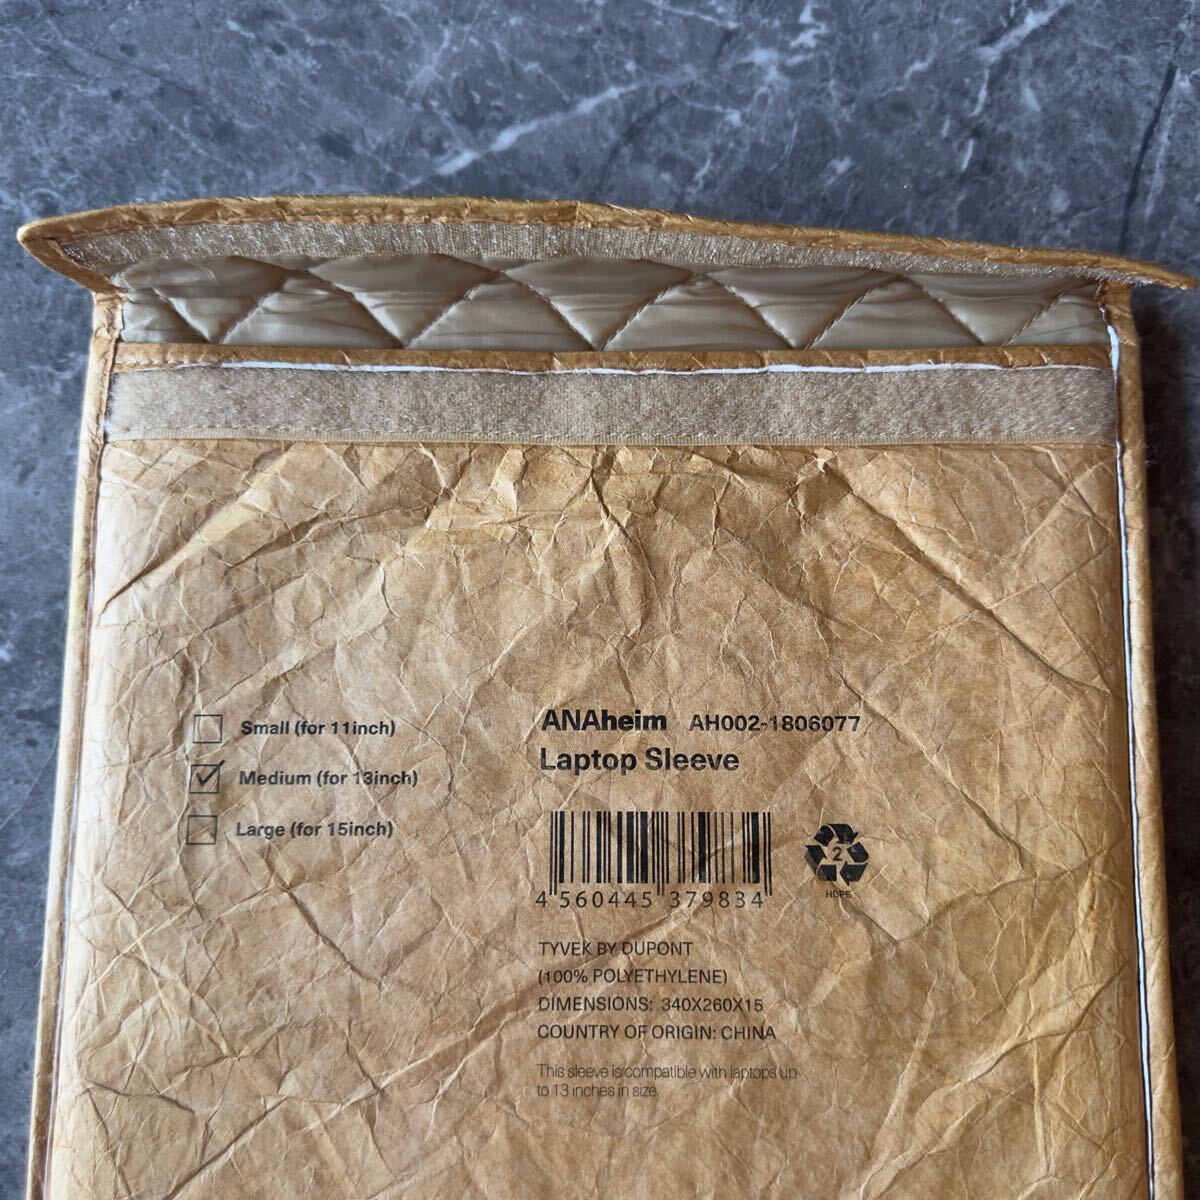 Small (for 11inch)
Medium (for 13inch)
Large (for 15inch)
ANAheim AH002-1806077
Laptop Sleeve
4 560445 379834
2
HDPE
TYVEK BY DUPONT
(100% POLYETHYLENE)
DIMENSIONS: 340X260X15
COUNTRY OF ORIGIN: CHINA
This sleeve is compatible with laptops up
to 13 inches in size.